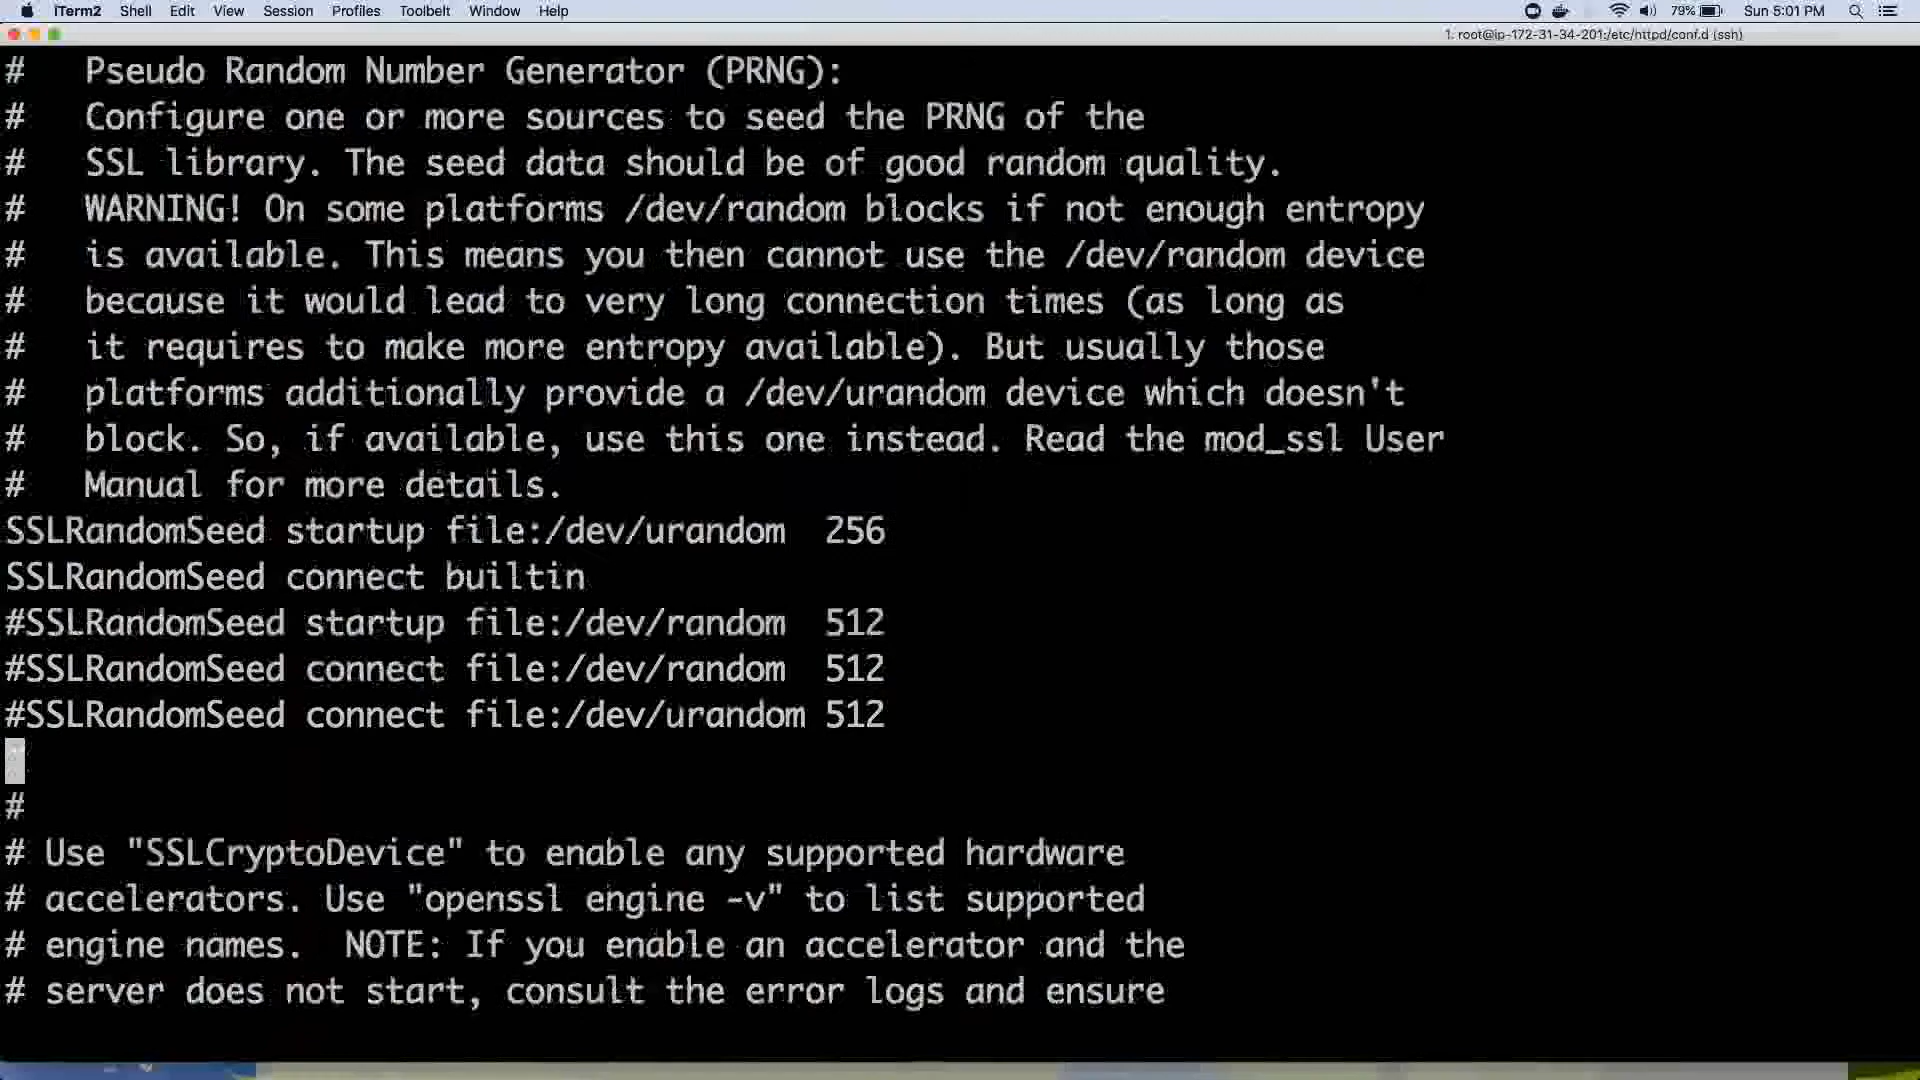 iTerm2 Shell Edit View Session Profiles Toolbelt Window Help 79% Sun 5:01 PM
1. root@ip-172-31-34-201:/etc/httpd/conf.d (ssh)
#   Pseudo Random Number Generator (PRNG):
#   Configure one or more sources to seed the PRNG of the
#   SSL library. The seed data should be of good random quality.
#   WARNING! On some platforms /dev/random blocks if not enough entropy
#   is available. This means you then cannot use the /dev/random device
#   because it would lead to very long connection times (as long as
#   it requires to make more entropy available). But usually those
#   platforms additionally provide a /dev/urandom device which doesn't
#   block. So, if available, use this one instead. Read the mod_ssl User
#   Manual for more details.
SSLRandomSeed startup file:/dev/urandom  256
SSLRandomSeed connect builtin
#SSLRandomSeed startup file:/dev/random  512
#SSLRandomSeed connect file:/dev/random  512
#SSLRandomSeed connect file:/dev/urandom 512
#
# Use "SSLCryptoDevice" to enable any supported hardware
# accelerators. Use "openssl engine -v" to list supported
# engine names.  NOTE: If you enable an accelerator and the
# server does not start, consult the error logs and ensure